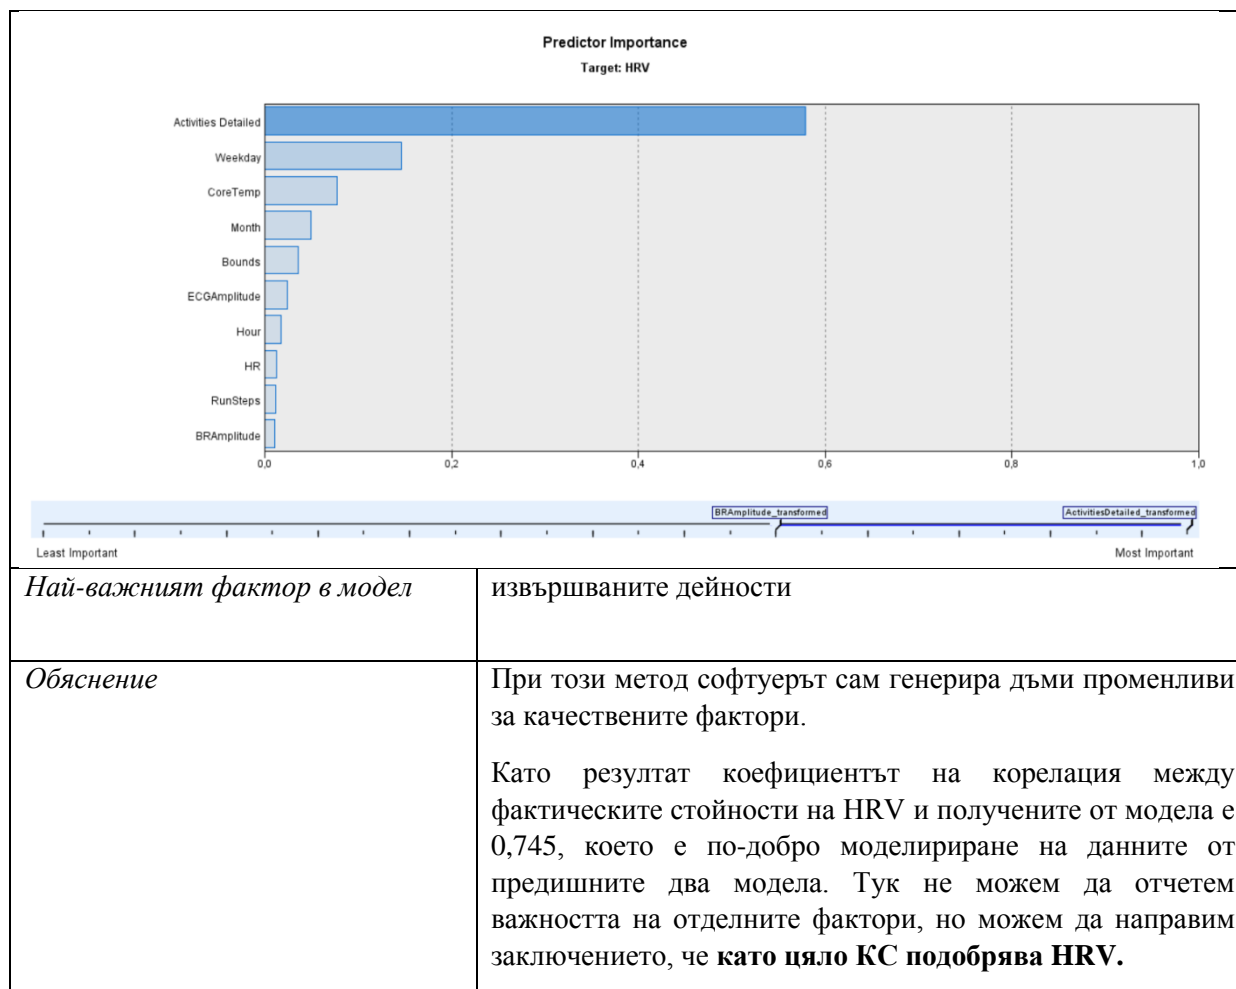 Predictor Importance
Target: HRV
Activities Detailed
Weekday
CoreTemp
Month
Bounds
ECGAmplitude
Hour
HR
RunSteps
BRAmplitude
0,0 0,2 0,4 0,6 0,8 1,0
BRAmplitude_transformed ActivitiesDetailed_transformed
Least Important Most Important
Най-важният фактор в модел извършваните дейности
Обяснение При този метод софтуерът сам генерира дъми променливи
за качествените фактори.
Като резултат коефициентът на корелация между
фактическите стойности на HRV и получените от модела е
0,745, което е по-добро моделириране на данните от
предишните два модела. Тук не можем да отчетем
важността на отделните фактори, но можем да направим
заключението, че като цяло КС подобрява HRV.